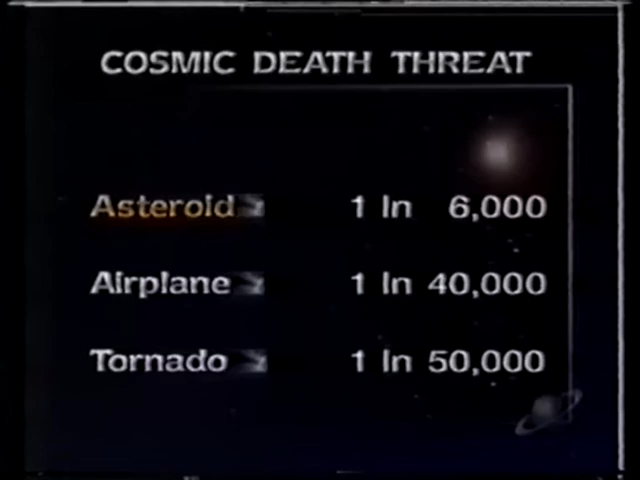 COSMIC DEATH THREAT
Asteroid 1 In 6,000
Airplane 1 In 40,000
Tornado 1 In 50,000